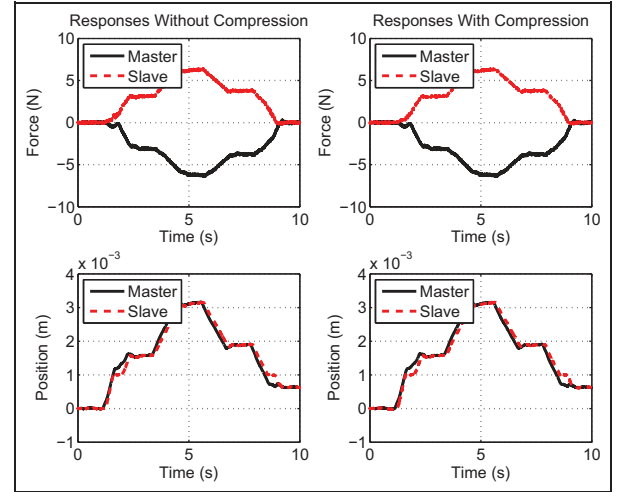 Responses Without Compression
Responses With Compression
10
5
0
−5
−10
Force (N)
Master
Slave
0
5
10
Time (s)
10
5
0
−5
−10
Force (N)
Master
Slave
0
5
10
Time (s)
x 10⁻³
4
3
2
1
0
−1
Position (m)
Master
Slave
0
5
10
Time (s)
x 10⁻³
4
3
2
1
0
−1
Position (m)
Master
Slave
0
5
10
Time (s)